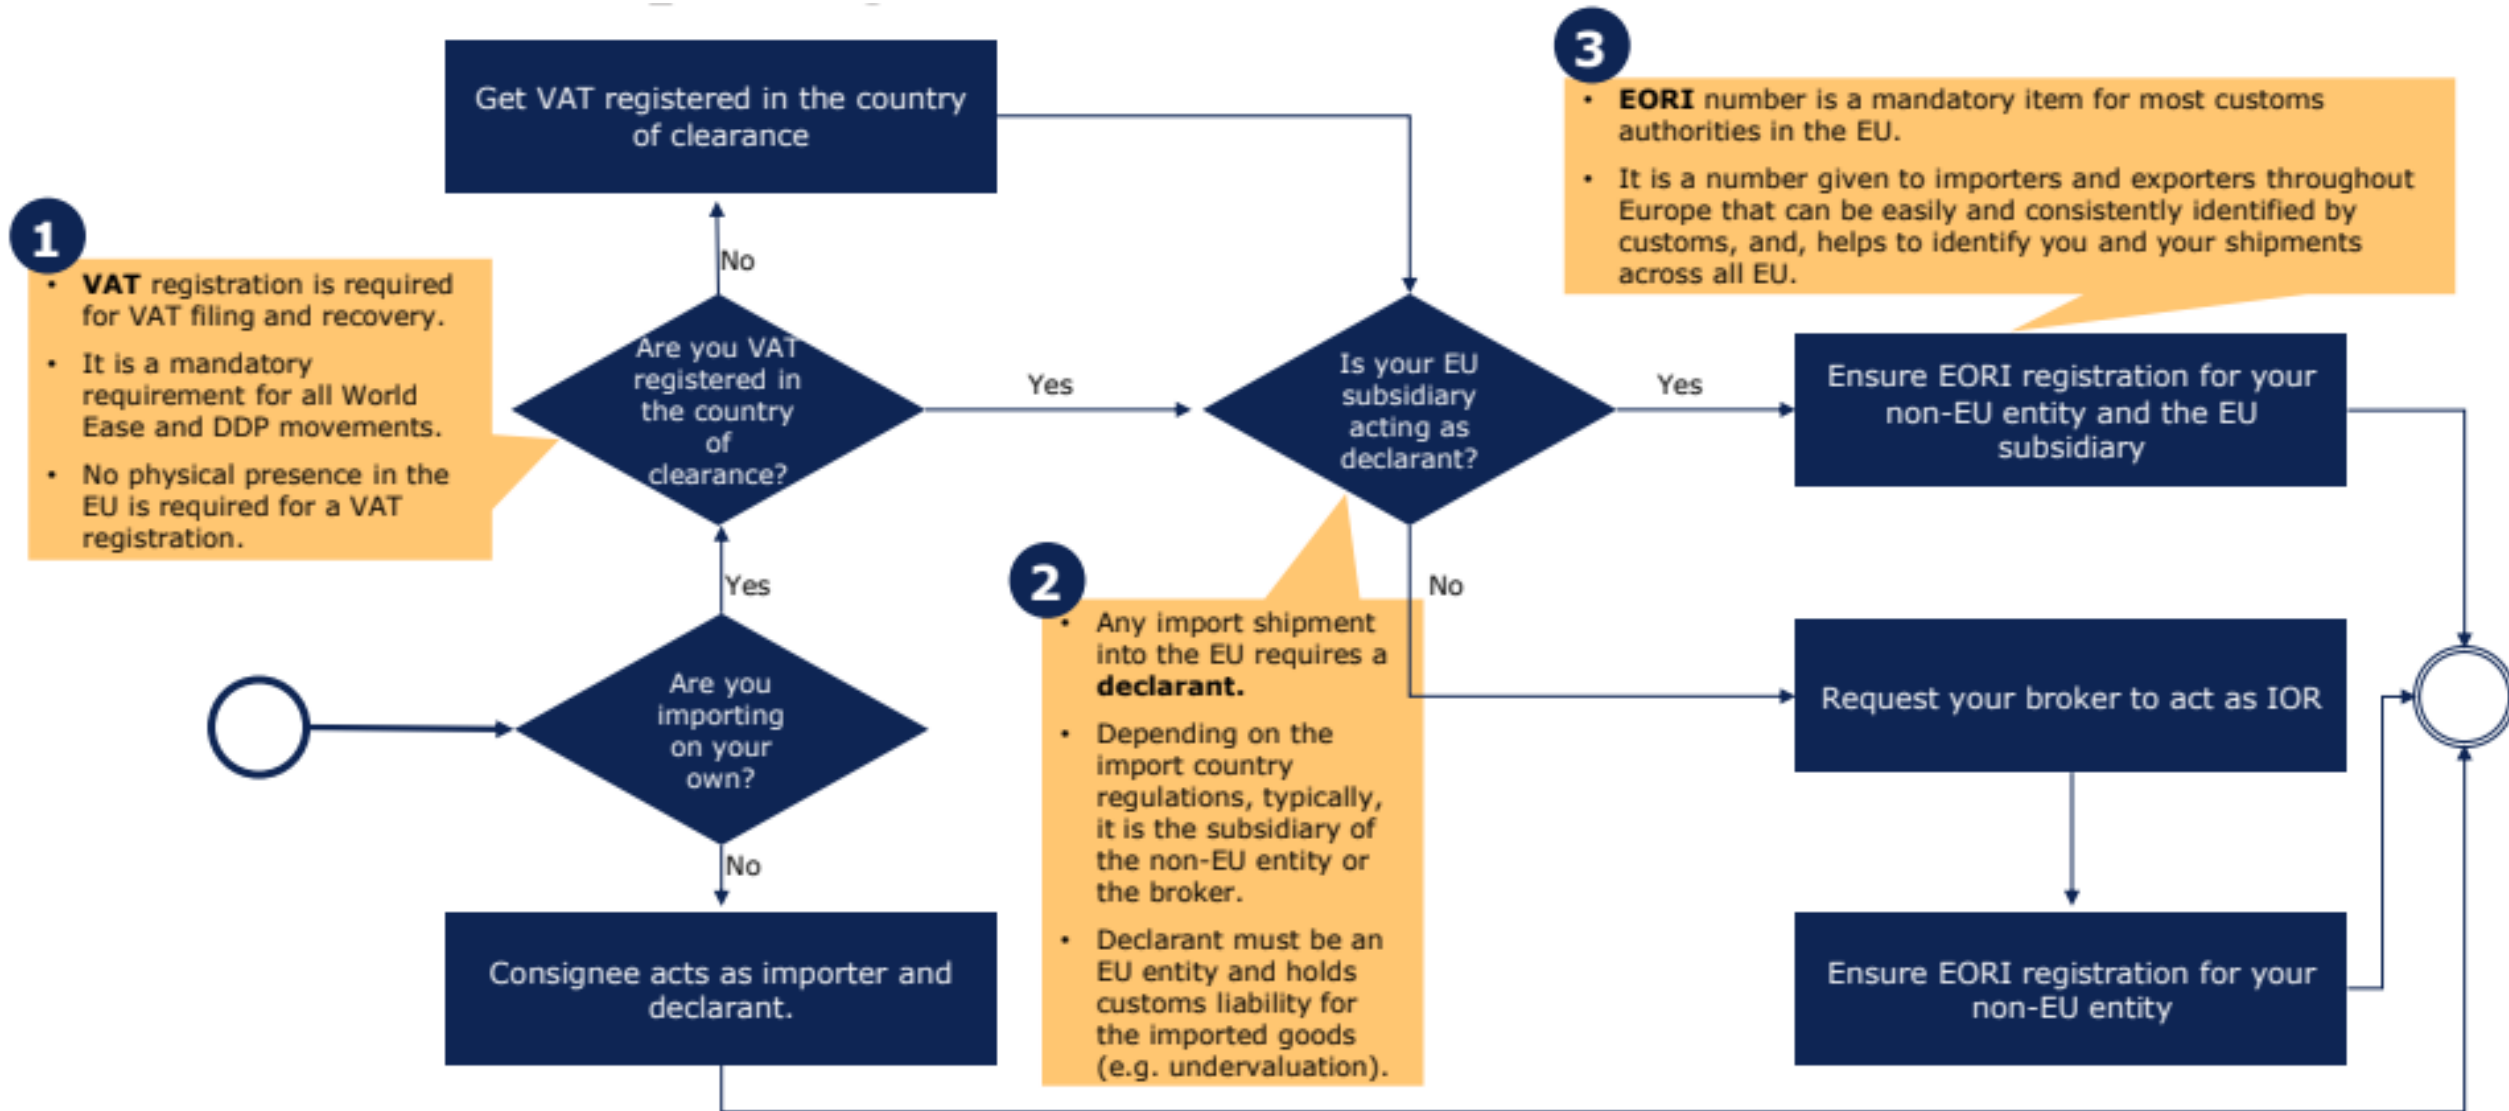 Get VAT registered in the country
of clearance
3
• EORI number is a mandatory item for most customs
authorities in the EU.
• It is a number given to importers and exporters throughout
Europe that can be easily and consistently identified by
customs, and, helps to identify you and your shipments
across all EU.
1
• VAT registration is required
for VAT filing and recovery.
• It is a mandatory
requirement for all World
Ease and DDP movements.
• No physical presence in the
EU is required for a VAT
registration.
No
Are you VAT
registered in
the country
of
clearance?
Yes
Is your EU
subsidiary
acting as
declarant?
Yes
Ensure EORI registration for your
non-EU entity and the EU
subsidiary
Yes
2
• Any import shipment
into the EU requires a
declarant.
• Depending on the
import country
regulations, typically,
it is the subsidiary of
the non-EU entity or
the broker.
• Declarant must be an
EU entity and holds
customs liability for
the imported goods
(e.g. undervaluation).
No
Are you
importing
on your
own?
Request your broker to act as IOR
No
Consignee acts as importer and
declarant.
Ensure EORI registration for your
non-EU entity